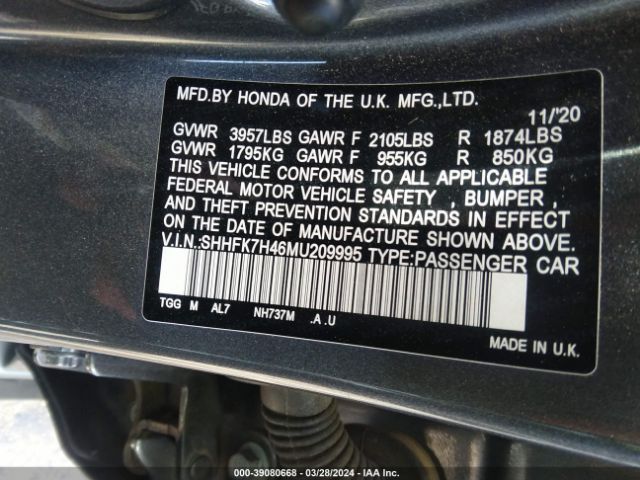 MFD.BY HONDA OF THE U.K. MFG.,LTD.
11/'20
GVWR 3957LBS GAWR F 2105LBS R 1874LBS
GVWR 1795KG GAWR F 955KG R 850KG
THIS VEHICLE CONFORMS TO ALL APPLICABLE
FEDERAL MOTOR VEHICLE SAFETY , BUMPER ,
AND THEFT PREVENTION STANDARDS IN EFFECT
ON THE DATE OF MANUFACTURE SHOWN ABOVE.
V.I.N.:SHHFK7H46MU209995 TYPE:PASSENGER CAR
TGG M AL7 NH737M .A .U
MADE IN U.K.
000-39080668 | 03/28/2024 | IAA Inc.